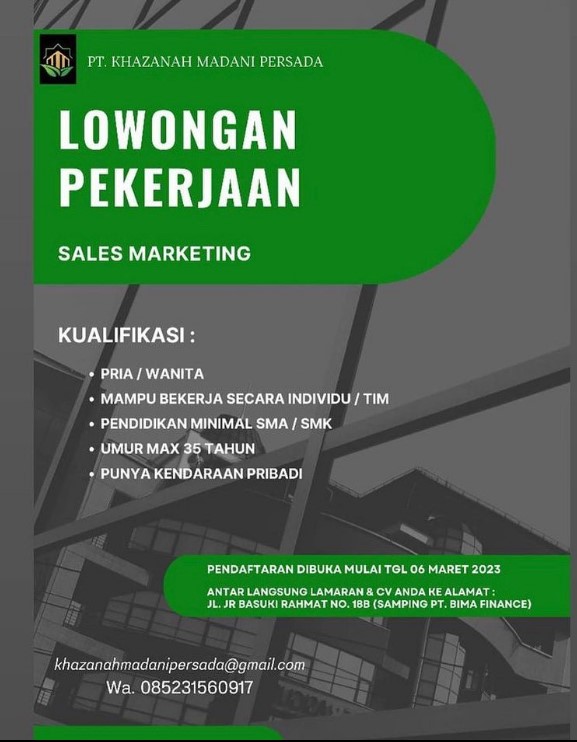 PT. KHAZANAH MADANI PERSADA
LOWONGAN
PEKERJAAN
SALES MARKETING
KUALIFIKASI :
• PRIA / WANITA
• MAMPU BEKERJA SECARA INDIVIDU / TIM
• PENDIDIKAN MINIMAL SMA / SMK
• UMUR MAX 35 TAHUN
• PUNYA KENDARAAN PRIBADI
PENDAFTARAN DIBUKA MULAI TGL 06 MARET 2023
ANTAR LANGSUNG LAMARAN & CV ANDA KE ALAMAT :
JL. JR BASUKI RAHMAT NO. 18B (SAMPING PT. BIMA FINANCE)
khazanahmadanipersada@gmail.com
Wa. 085231560917